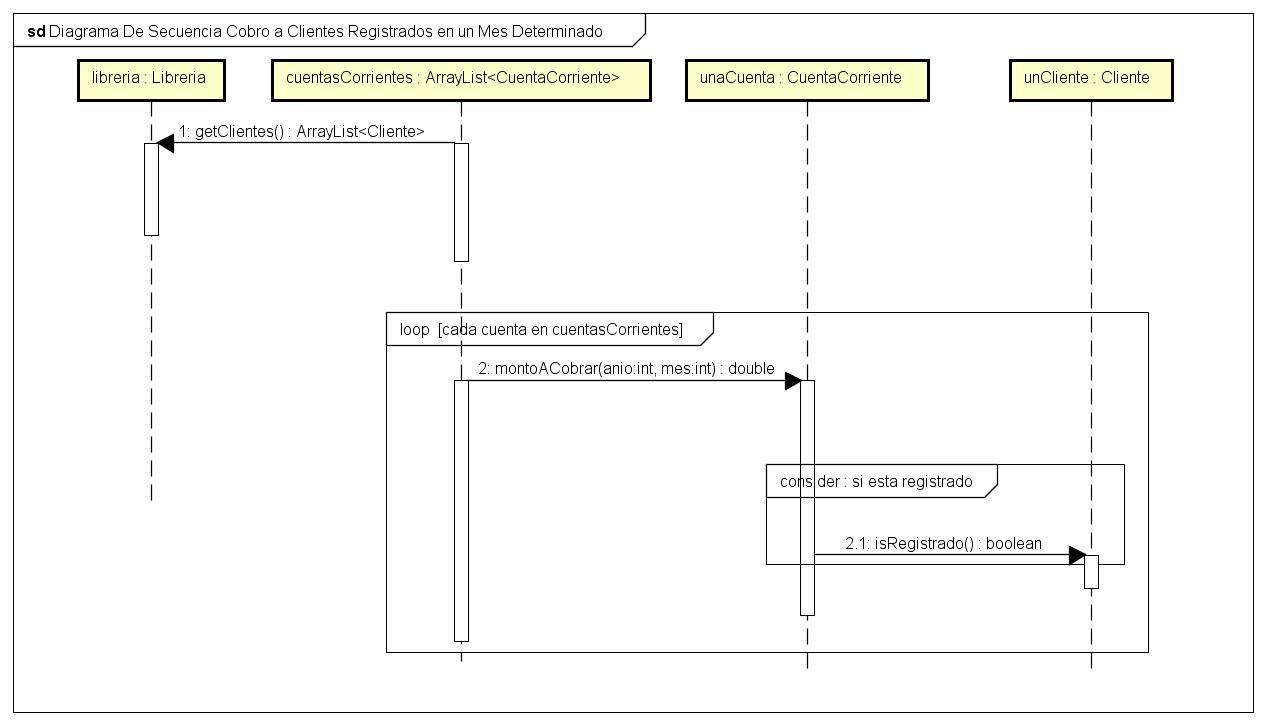 sd Diagrama De Secuencia Cobro a Clientes Registrados en un Mes Determinado
libreria : Libreria
cuentasCorrientes : ArrayList<CuentaCorriente>
unaCuenta : CuentaCorriente
unCliente : Cliente
1: getClientes() : ArrayList<Cliente>
loop [cada cuenta en cuentasCorrientes]
2: montoACobrar(anio:int, mes:int) : double
consider : si esta registrado
2.1: isRegistrado() : boolean